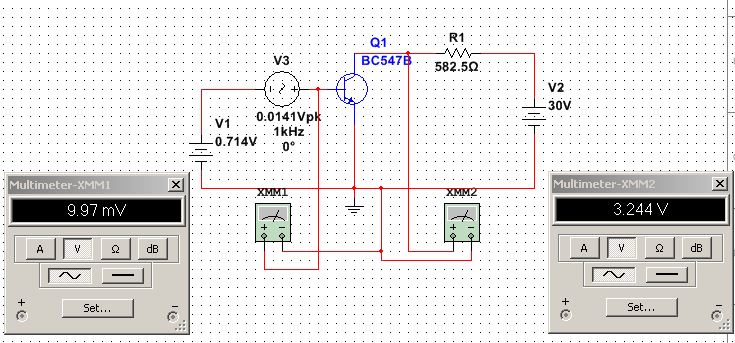 Q1
BC547B
R1
582.5Ω
V3
0.0141Vpk
1kHz
0°
V1
0.714V
V2
30V
XMM1
XMM2
Multimeter-XMM1
9.97 mV
A V Ω dB
Set...
+ -
Multimeter-XMM2
3.244 V
A V Ω dB
Set...
+ -